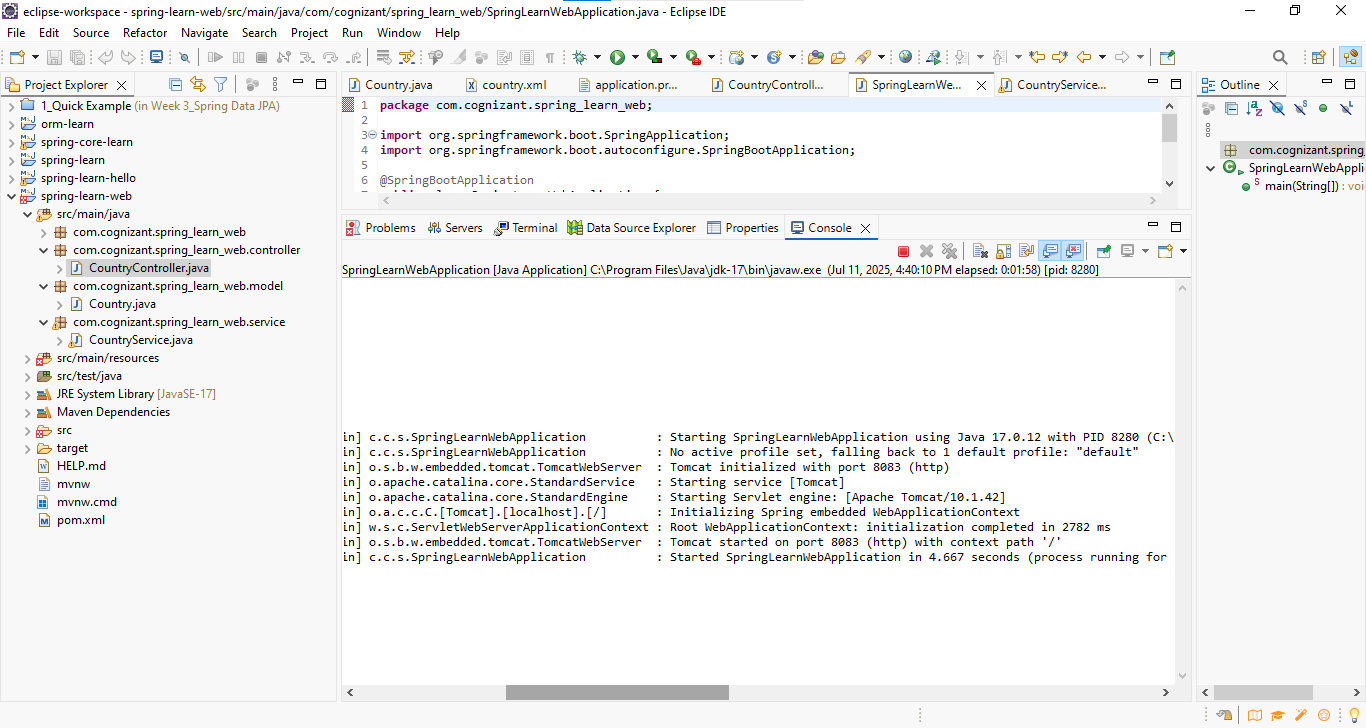 eclipse-workspace - spring-learn-web/src/main/java/com/cognizant/spring_learn_web/SpringLearnWebApplication.java - Eclipse IDE
File Edit Source Refactor Navigate Search Project Run Window Help
Project Explorer
1_Quick Example (in Week 3_Spring Data JPA)
orm-learn
spring-core-learn
spring-learn
spring-learn-hello
spring-learn-web
src/main/java
com.cognizant.spring_learn_web
com.cognizant.spring_learn_web.controller
CountryController.java
com.cognizant.spring_learn_web.model
Country.java
com.cognizant.spring_learn_web.service
CountryService.java
src/main/resources
src/test/java
JRE System Library [JavaSE-17]
Maven Dependencies
src
target
HELP.md
mvnw
mvnw.cmd
pom.xml
Country.java country.xml application.pr... CountryControll... SpringLearnWe... CountryService...
1 package com.cognizant.spring_learn_web;
2
3 import org.springframework.boot.SpringApplication;
4 import org.springframework.boot.autoconfigure.SpringBootApplication;
5
6 @SpringBootApplication
Problems Servers Terminal Data Source Explorer Properties Console
SpringLearnWebApplication [Java Application] C:\Program Files\Java\jdk-17\bin\javaw.exe (Jul 11, 2025, 4:40:10 PM elapsed: 0:01:58) [pid: 8280]
in] c.c.s.SpringLearnWebApplication : Starting SpringLearnWebApplication using Java 17.0.12 with PID 8280 (C:\
in] c.c.s.SpringLearnWebApplication : No active profile set, falling back to 1 default profile: "default"
in] o.s.b.w.embedded.tomcat.TomcatWebServer : Tomcat initialized with port 8083 (http)
in] o.apache.catalina.core.StandardService : Starting service [Tomcat]
in] o.apache.catalina.core.StandardEngine : Starting Servlet engine: [Apache Tomcat/10.1.42]
in] o.a.c.c.C.[Tomcat].[localhost].[/] : Initializing Spring embedded WebApplicationContext
in] w.s.c.ServletWebServerApplicationContext : Root WebApplicationContext: initialization completed in 2782 ms
in] o.s.b.w.embedded.tomcat.TomcatWebServer : Tomcat started on port 8083 (http) with context path '/'
in] c.c.s.SpringLearnWebApplication : Started SpringLearnWebApplication in 4.667 seconds (process running for
Outline
com.cognizant.spring_
SpringLearnWebAppli
main(String[]) : voi